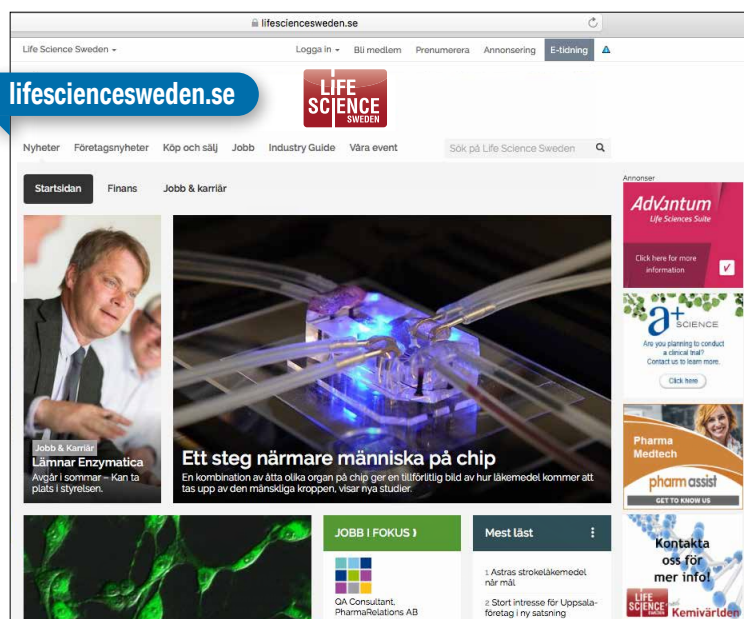 lifesciencesweden.se
Life Science Sweden
Logga in
Bli medlem
Prenumerera
Annonsering
E-tidning
lifesciencesweden.se
LIFE
SCIENCE
SWEDEN
Nyheter
Företagsnyheter
Köp och sälj
Jobb
Industry Guide
Våra event
Sök på Life Science Sweden
Startsidan
Finans
Jobb & karriär
Jobb & Karriär
Lämnar Enzymatica
Avgår i sommar – Kan ta
plats i styrelsen.
Ett steg närmare människa på chip
En kombination av åtta olika organ på chip ger en tillförlitlig bild av hur läkemedel kommer att
tas upp av den mänskliga kroppen, visar nya studier.
JOBB I FOKUS
QA Consultant,
PharmaRelations AB
Mest läst
1 Astras strokeläkemedel
når mål
2 Stort intresse för Uppsala-
företag i ny satsning
Annonser
Advantum
Life Sciences Suite
Click here for more
information
a+
SCIENCE
Are you planning to conduct
a clinical trial?
Contact us to learn more.
Click here
Pharma
Medtech
pharmassist
GET TO KNOW US
Kontakta
oss för
mer info!
LIFE
SCIENCE
SWEDEN
och
Kemivärlden